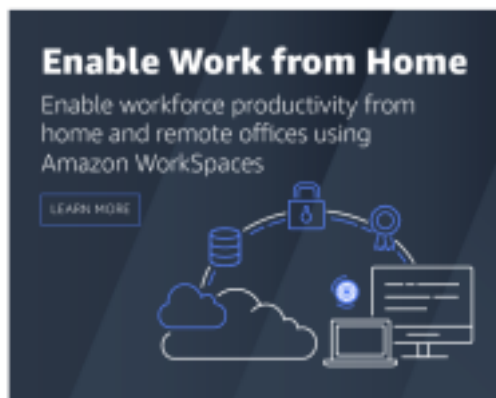 Enable Work from Home
Enable workforce productivity from
home and remote offices using
Amazon WorkSpaces
LEARN MORE